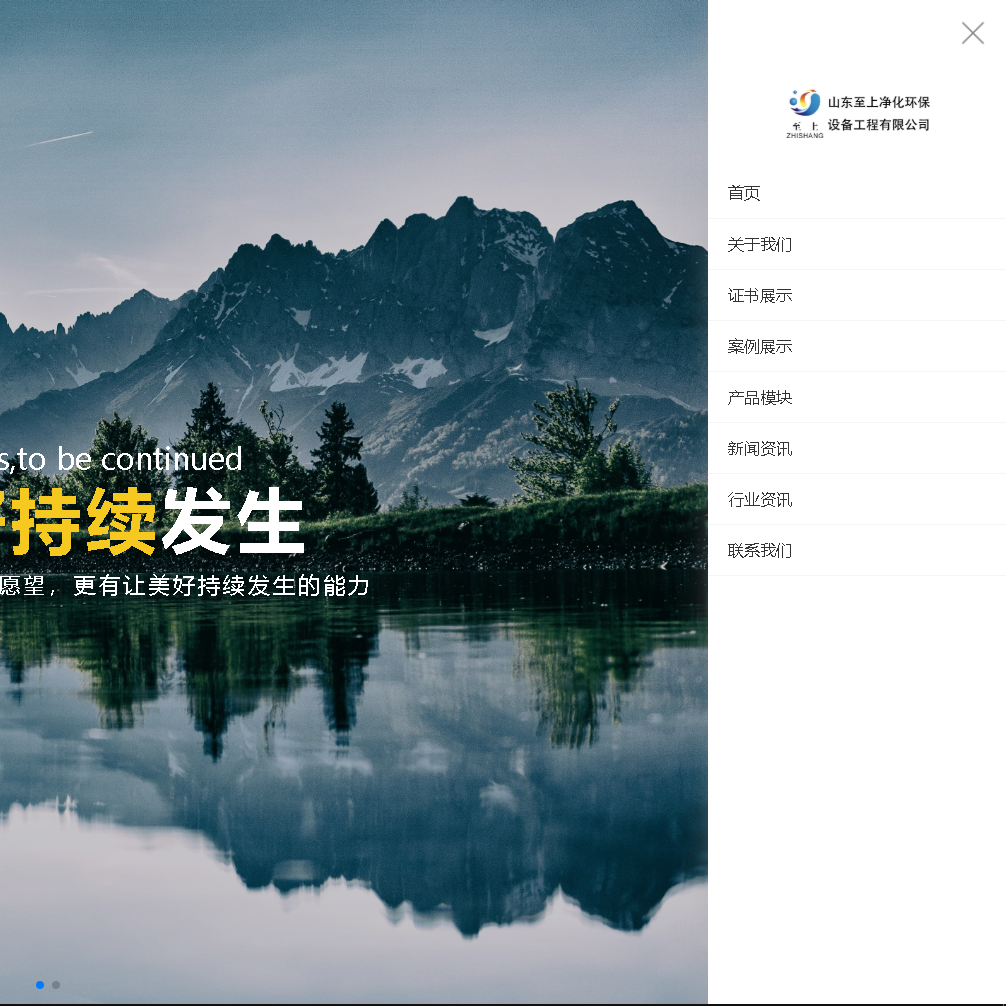 s,to be continued
持续发生
愿望，更有让美好持续发生的能力
山东至上净化环保
设备工程有限公司
至 上
ZHISHANG
首页
关于我们
证书展示
案例展示
产品模块
新闻资讯
行业资讯
联系我们